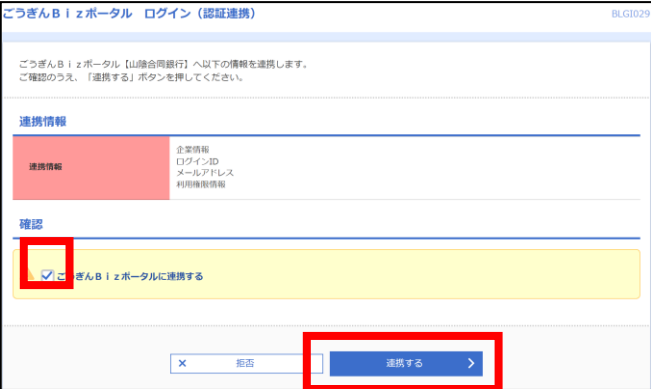 ごうぎんＢｉｚポータル　ログイン（認証連携）
BLGI029
ごうぎんＢｉｚポータル【山陰合同銀行】へ以下の情報を連携します。
ご確認のうえ、「連携する」ボタンを押してください。
連携情報
連携情報
企業情報
ログインID
メールアドレス
利用権限情報
確認
ごうぎんＢｉｚポータルに連携する
× 拒否
連携する